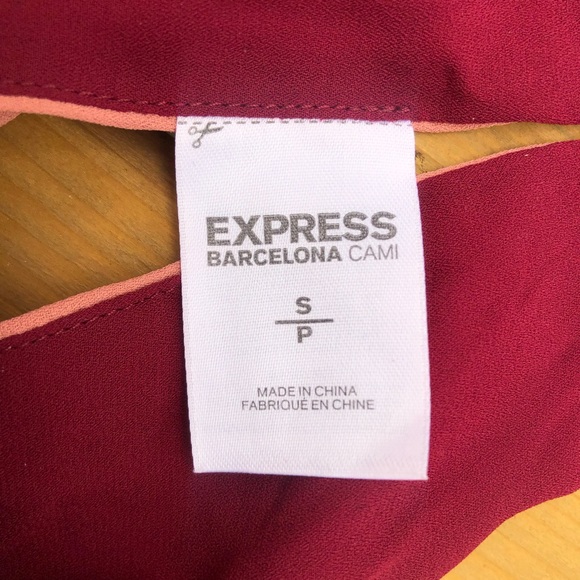 EXPRESS
BARCELONA CAMI
S
P
MADE IN CHINA
FABRIQUÉ EN CHINE